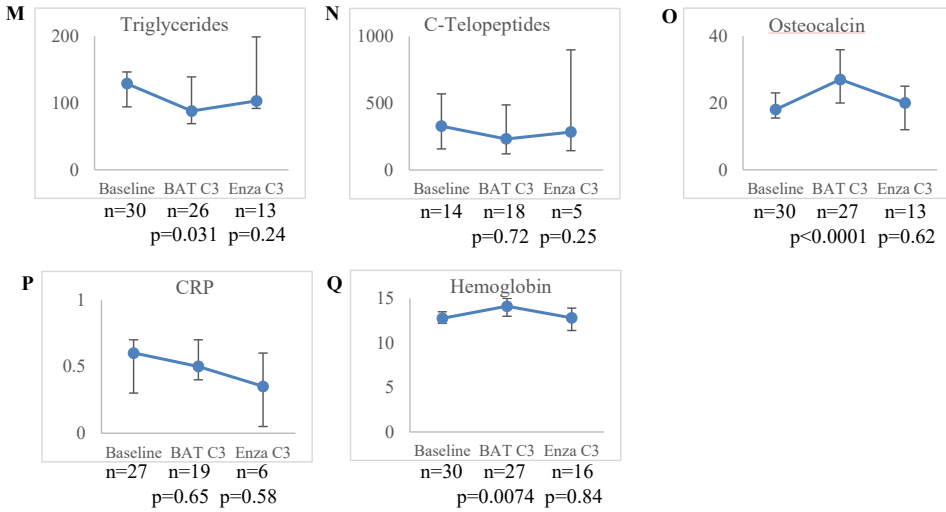 M
Triglycerides
200
100
0
Baseline BAT C3 Enza C3
n=30 n=26 n=13
p=0.031 p=0.24
N
C-Telopeptides
1000
500
0
Baseline BAT C3 Enza C3
n=14 n=18 n=5
p=0.72 p=0.25
O
Osteocalcin
40
20
0
Baseline BAT C3 Enza C3
n=30 n=27 n=13
p<0.0001 p=0.62
P
CRP
1
0.5
0
Baseline BAT C3 Enza C3
n=27 n=19 n=6
p=0.65 p=0.58
Q
Hemoglobin
15
10
5
0
Baseline BAT C3 Enza C3
n=30 n=27 n=16
p=0.0074 p=0.84